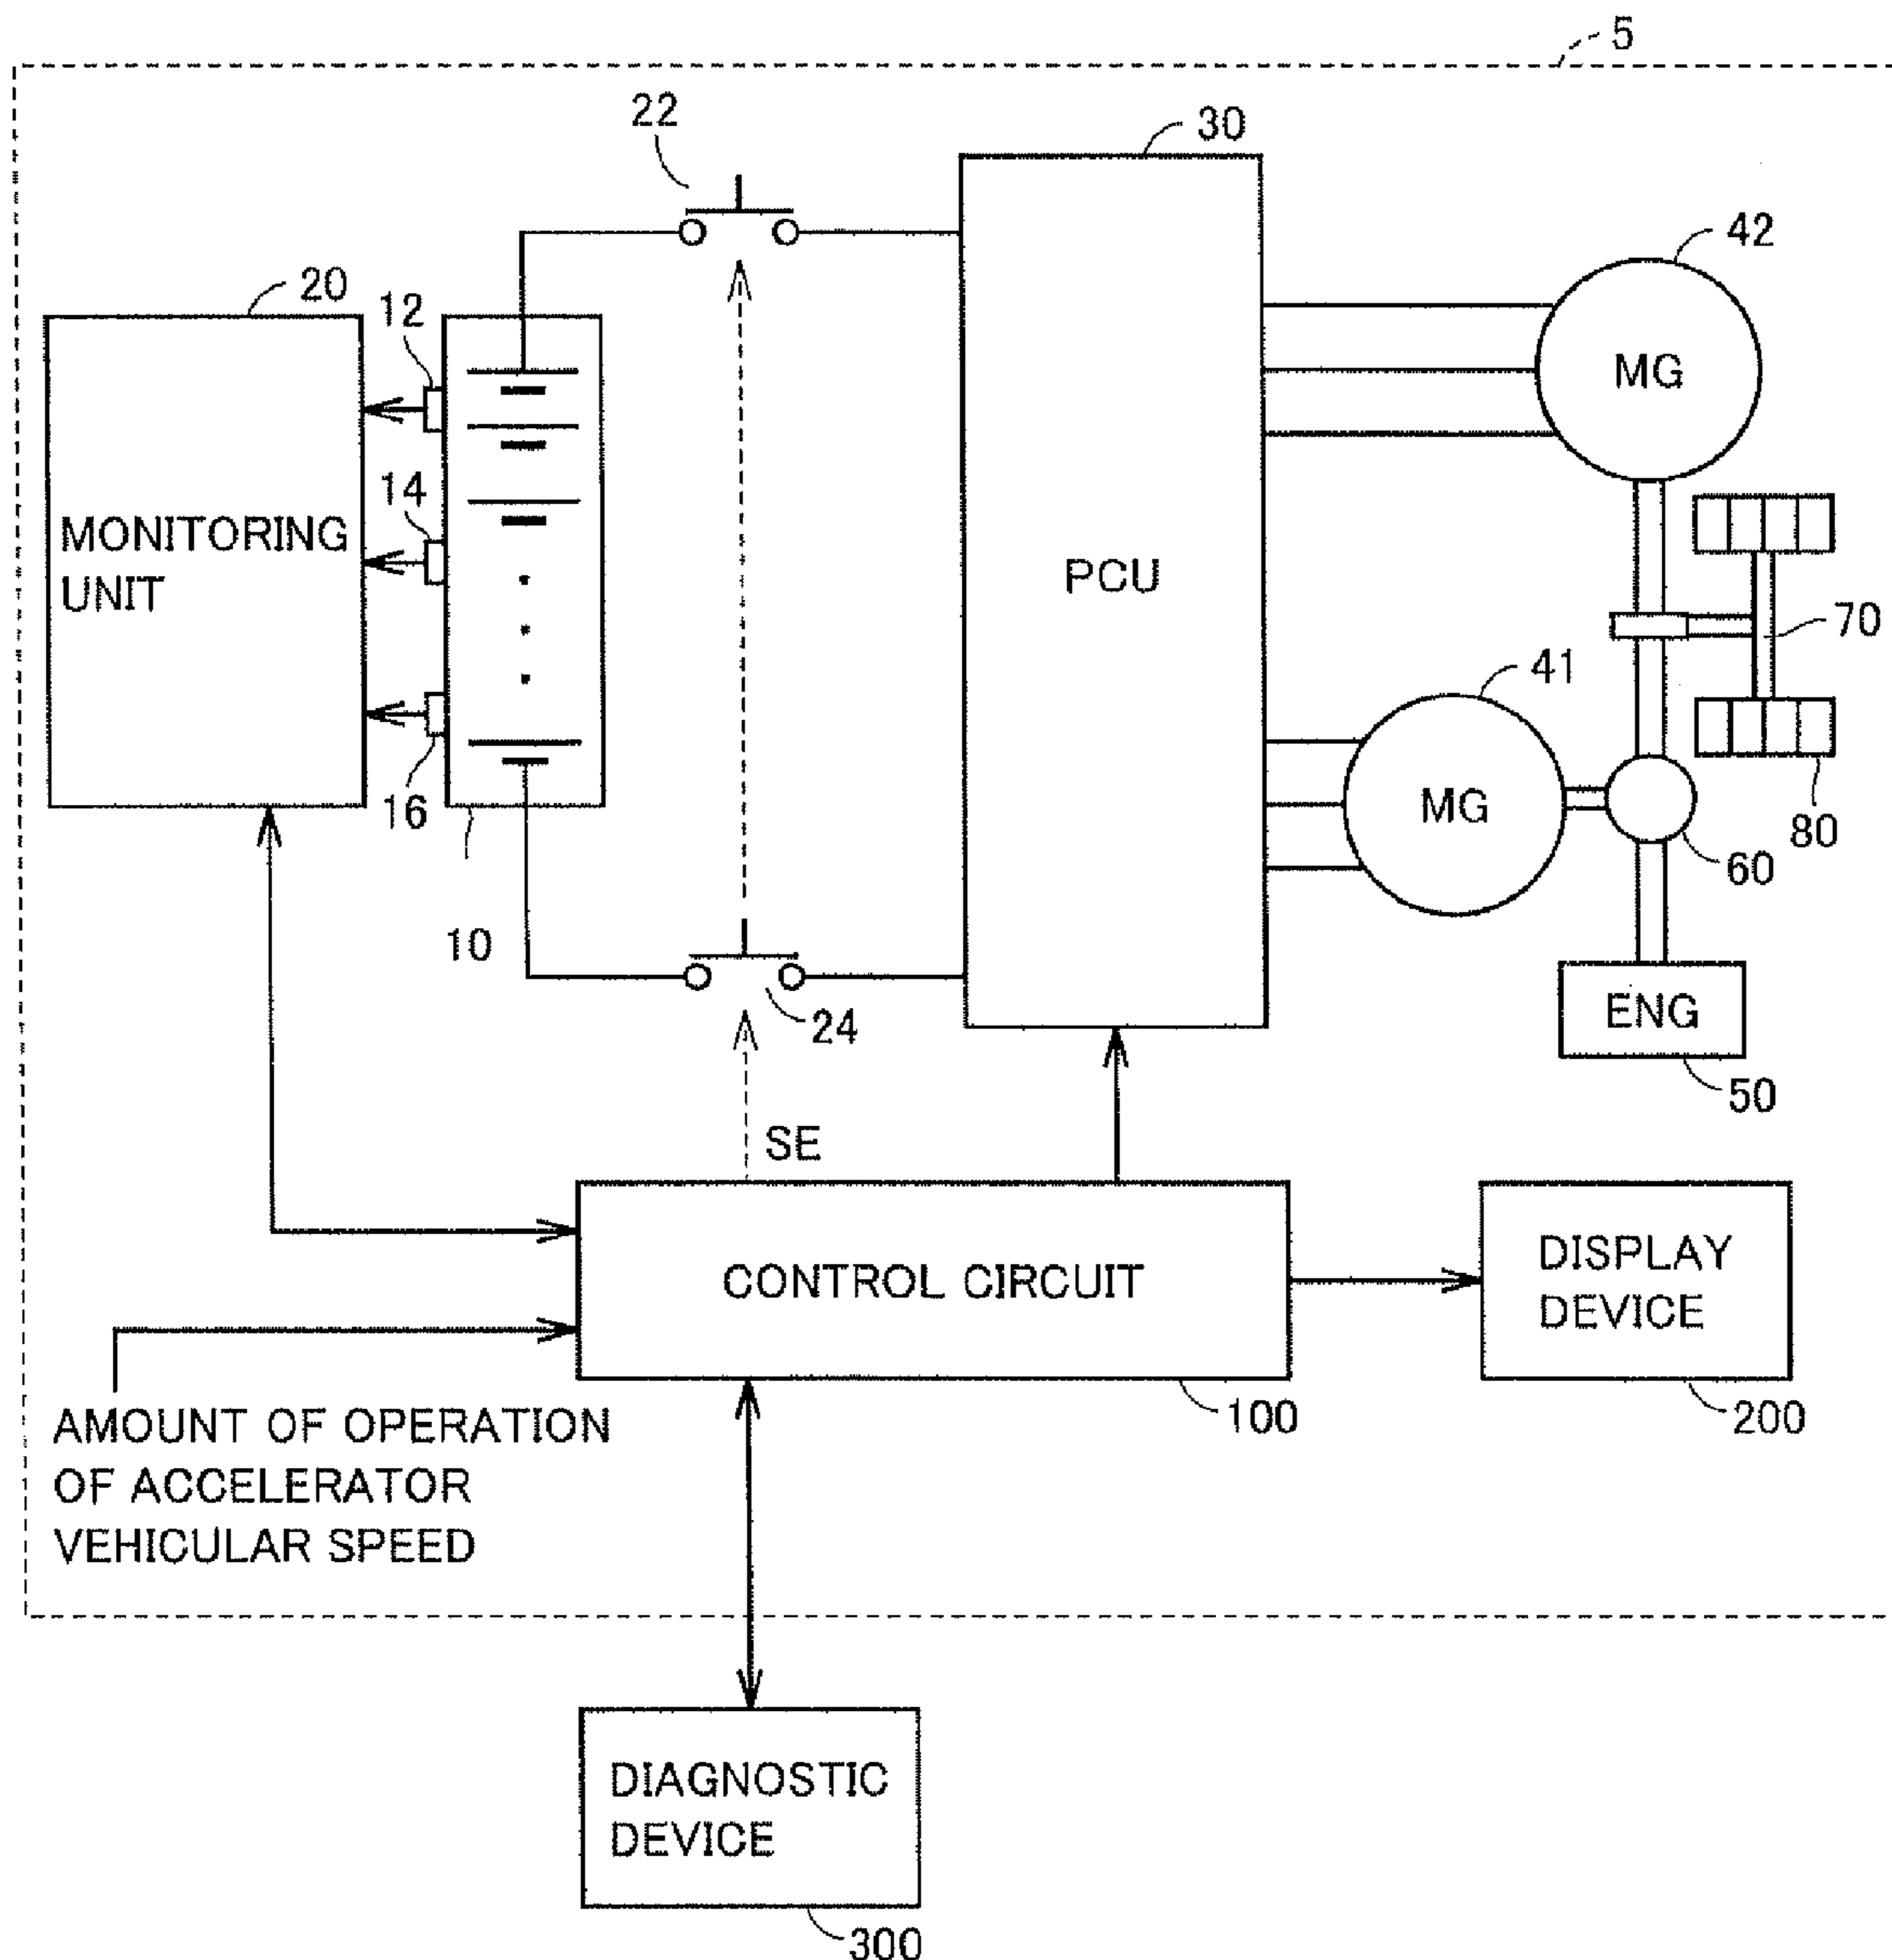 5
22
30
42
20
12
MG
14
MONITORING
UNIT
PCU
70
41
16
MG
80
60
10
24
ENG
50
SE
CONTROL CIRCUIT
DISPLAY
DEVICE
100
200
AMOUNT OF OPERATION
OF ACCELERATOR
VEHICULAR SPEED
DIAGNOSTIC
DEVICE
300